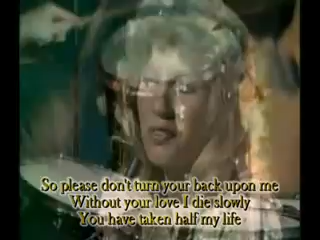 So please don't turn your back upon me
Without your love I die slowly
You have taken half my life